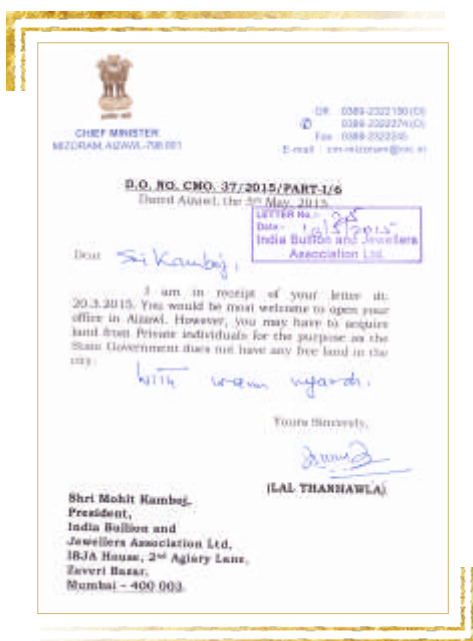 CHIEF MINISTER
MIZORAM, AIZAWL-796 001
Off. 0389-2322150 (O)
0389-2322274 (O)
Fax 0389-2322245
E-mail : cm-mizoram@nic.in
D.O. NO. CMO. 37/2015/PART-I/6
Dated Aizawl, the 5th May, 2015.
LETTER No. - 25
Date - 12/5/2015
India Bullion and Jewellers
Association Ltd.
Dear Sri Kamboj,
I am in receipt of your letter dt.
20.3.2015. You would be most welcome to open your
office in Aizawl. However, you may have to acquire
land from Private individuals for the purpose as the
State Government does not have any free land in the
city.
With warm regards.
Yours Sincerely,
(LAL THANHAWLA)
Shri Mohit Kamboj,
President,
India Bullion and
Jewellers Association Ltd,
IBJA House, 2nd Agiary Lane,
Zaveri Bazar,
Mumbai – 400 003.